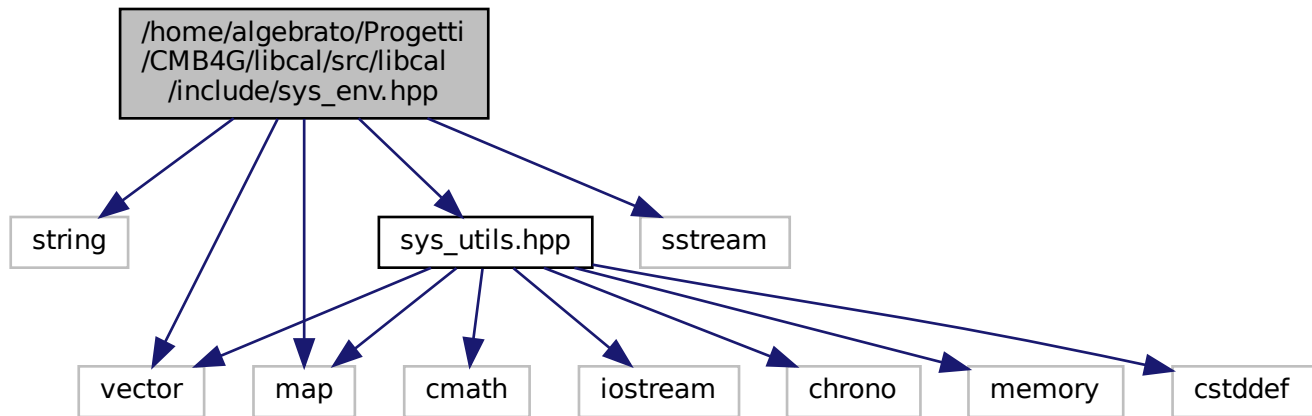 /home/algebrato/Progetti
/CMB4G/libcal/src/libcal
/include/sys_env.hpp
string
sys_utils.hpp
sstream
vector
map
cmath
iostream
chrono
memory
cstddef